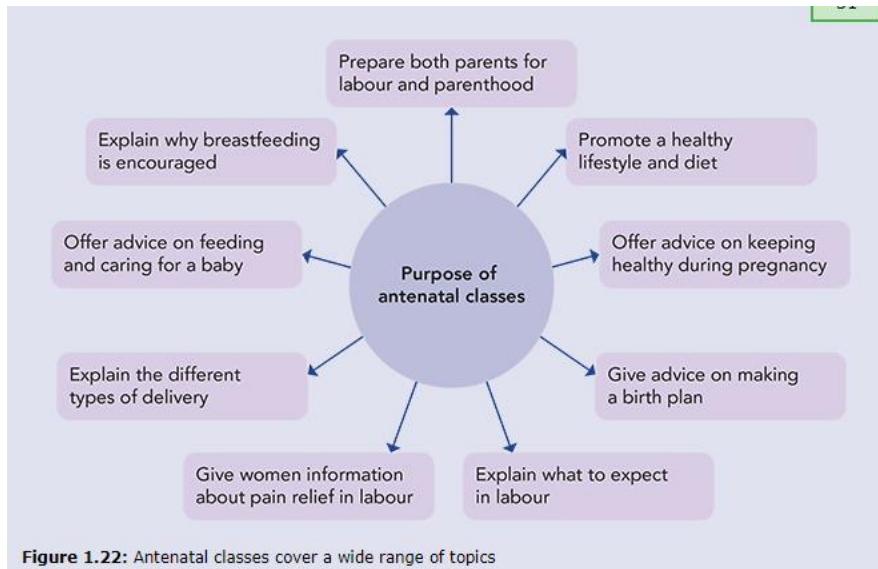 Prepare both parents for
labour and parenthood
Explain why breastfeeding
is encouraged
Promote a healthy
lifestyle and diet
Offer advice on feeding
and caring for a baby
Purpose of
antenatal classes
Offer advice on keeping
healthy during pregnancy
Explain the different
types of delivery
Give advice on making
a birth plan
Give women information
about pain relief in labour
Explain what to expect
in labour
Figure 1.22: Antenatal classes cover a wide range of topics